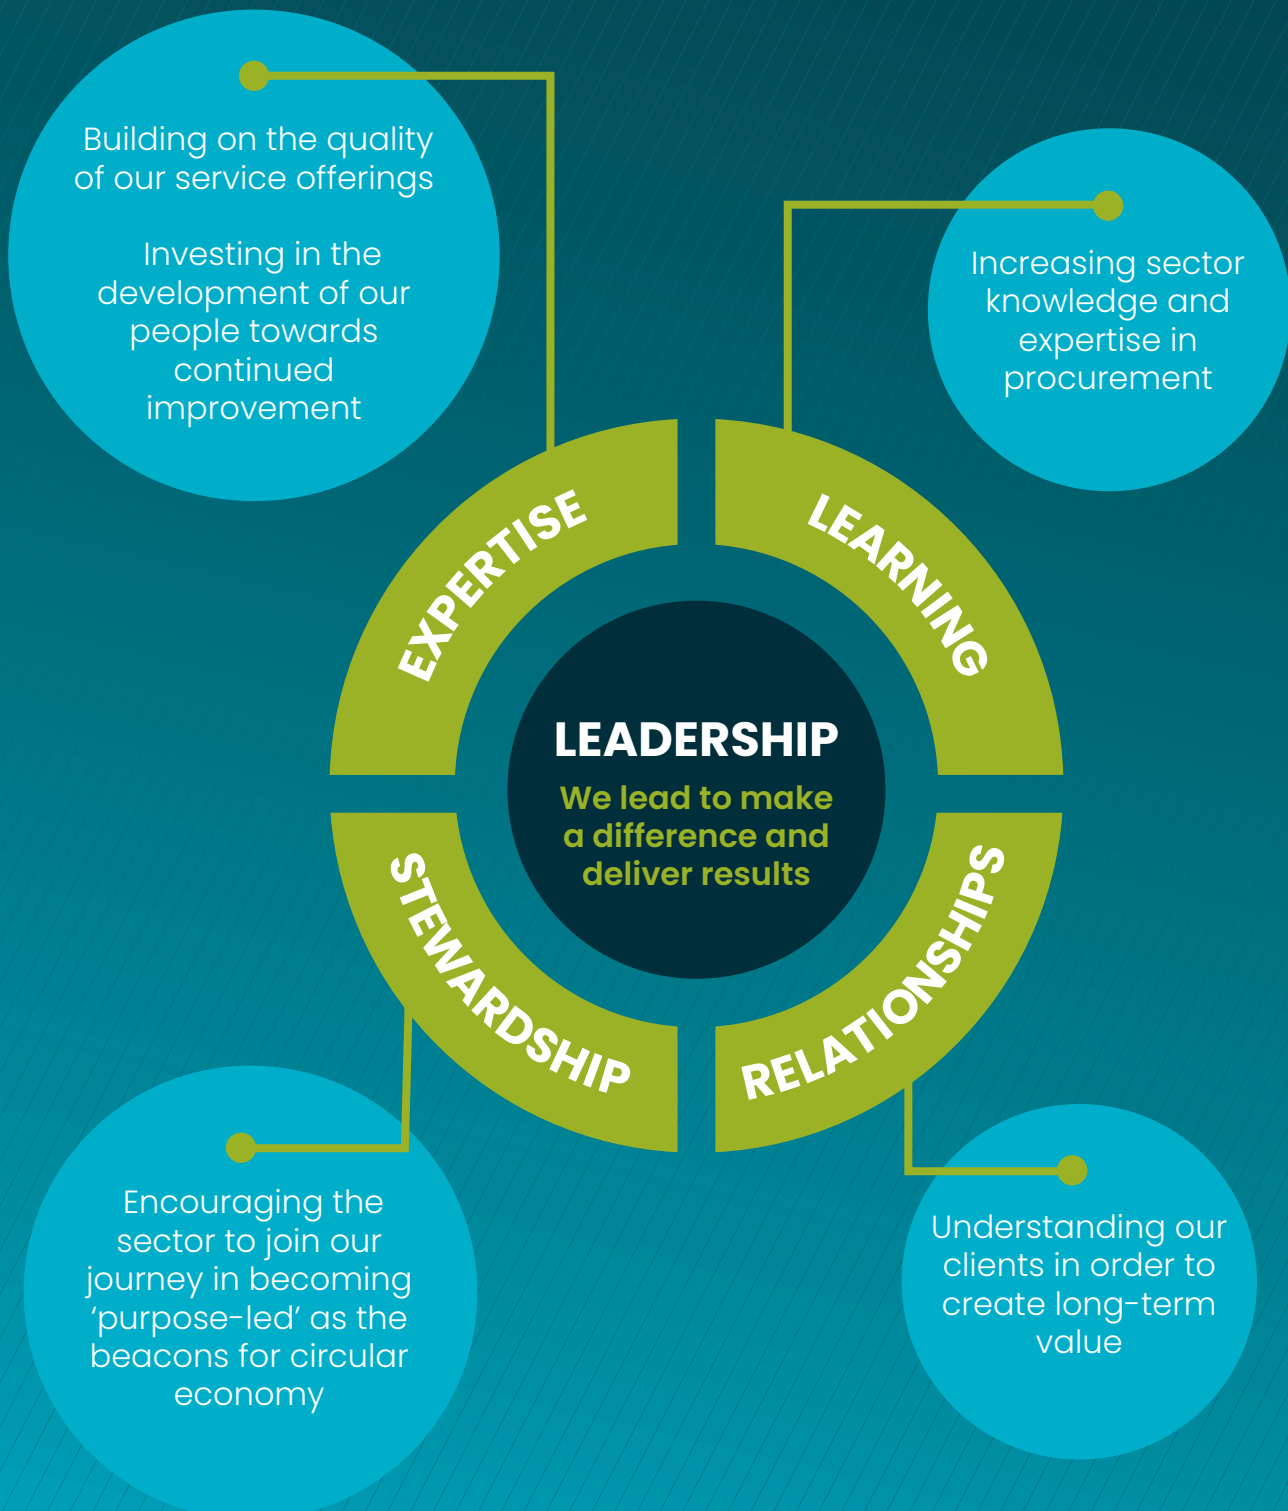 Building on the quality
of our service offerings
Investing in the
development of our
people towards
continued
improvement
Increasing sector
knowledge and
expertise in
procurement
EXPERTISE
LEARNING
LEADERSHIP
We lead to make
a difference and
deliver results
STEWARDSHIP
RELATIONSHIPS
Encouraging the
sector to join our
journey in becoming
‘purpose-led’ as the
beacons for circular
economy
Understanding our
clients in order to
create long-term
value